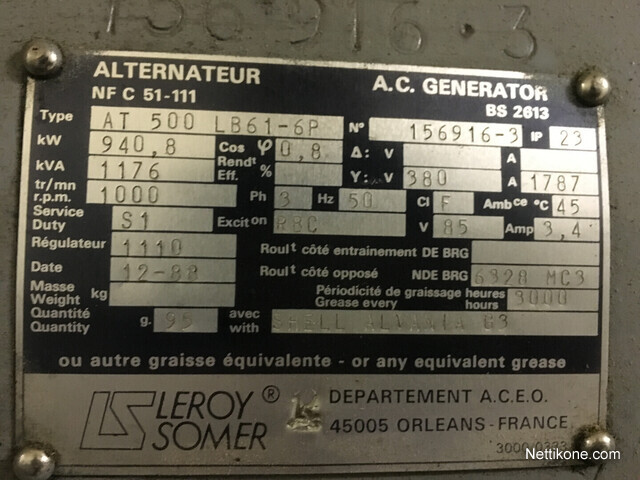 156916-3
ALTERNATEUR A.C. GENERATOR
NF C 51-111 BS 2613
Type AT 500 LB61-6P N° 156916-3 IP 23
kW 940,8 Cos φ 0,8 Δ: V A
kVA 1176 Rendt Eff. % Y: V 380 A 1787
tr/mn r.p.m. 1000 Ph 3 Hz 50 Cl F Ambce °C 45
Service Duty S1 Exciton R8C V 85 Amp 3,4
Régulateur 1110 Roult côté entrainement DE BRG
Date 12-88 Roult côté opposé NDE BRG 6328 MC3
Masse Weight kg Périodicité de graissage heures
Grease every hours 3000
Quantité Quantity g. 95 avec with SHELL ALVANIA G3
ou autre graisse équivalente - or any equivalent grease
LEROY ® DEPARTEMENT A.C.E.O.
SOMER 45005 ORLEANS-FRANCE
Nettikone.com